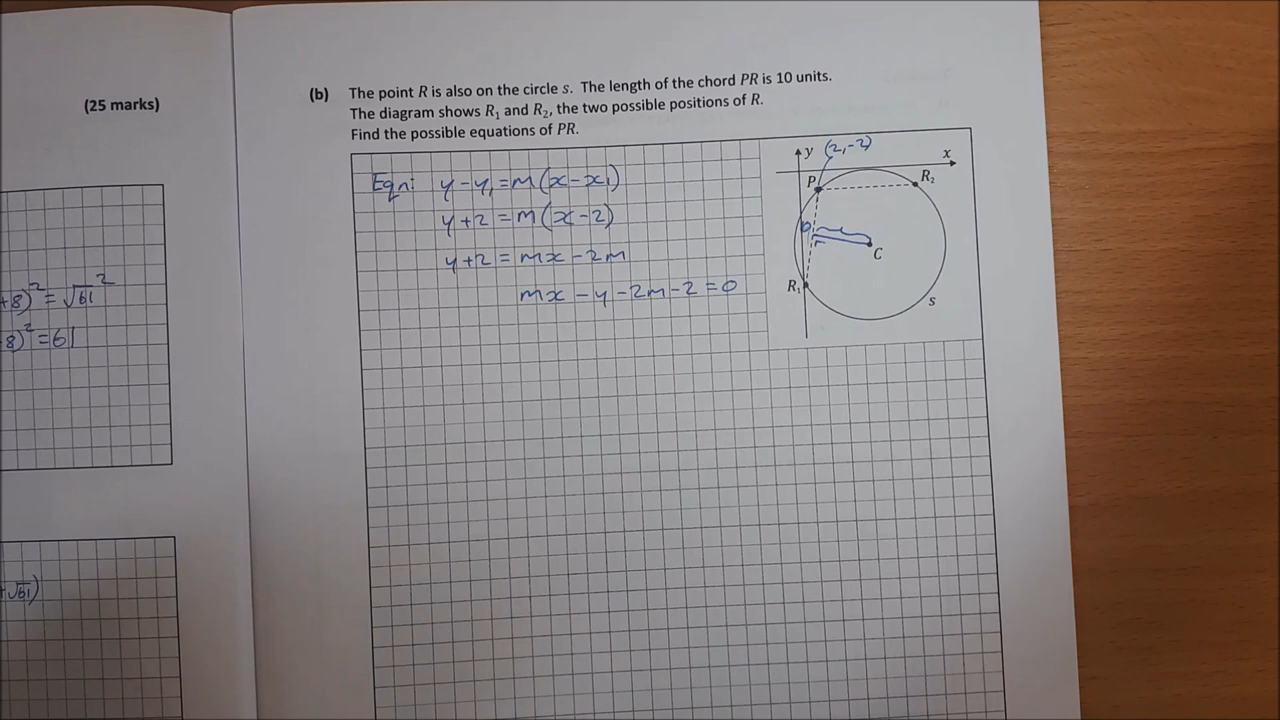 (25 marks)
+8)² = √61²
8)² = 61
+√61)
(b) The point R is also on the circle s. The length of the chord PR is 10 units.
The diagram shows R₁ and R₂, the two possible positions of R.
Find the possible equations of PR.
Eqn: y - y₁ = m(x - x₁)
y + 2 = m(x - 2)
y + 2 = mx - 2m
mx - y - 2m - 2 = 0
y (2, -2) x
P R₂
C
R₁ s